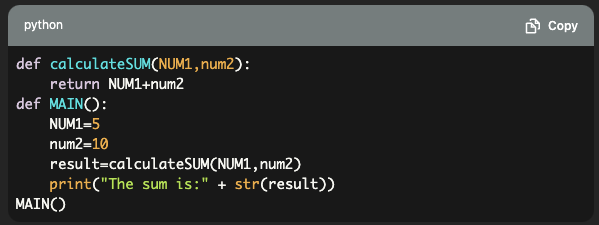 python
Copy
def calculateSUM(NUM1,num2):
    return NUM1+num2
def MAIN():
    NUM1=5
    num2=10
    result=calculateSUM(NUM1,num2)
    print("The sum is:" + str(result))
MAIN()